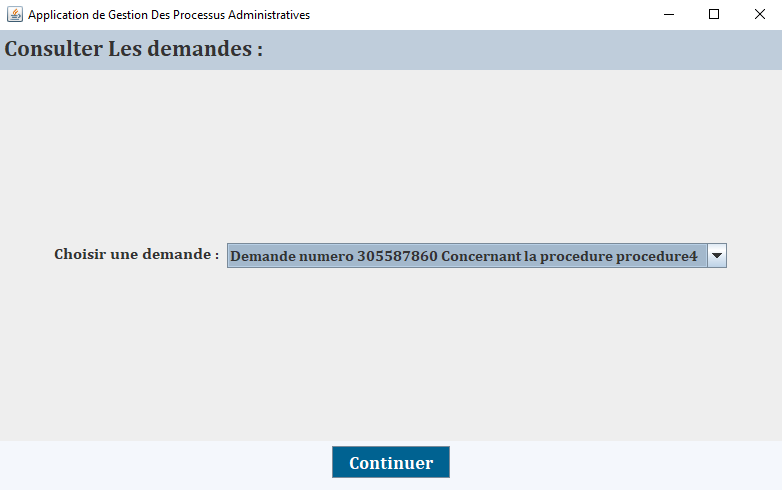 Application de Gestion Des Processus Administratives
Consulter Les demandes :
Choisir une demande : Demande numero 305587860 Concernant la procedure procedure4
Continuer